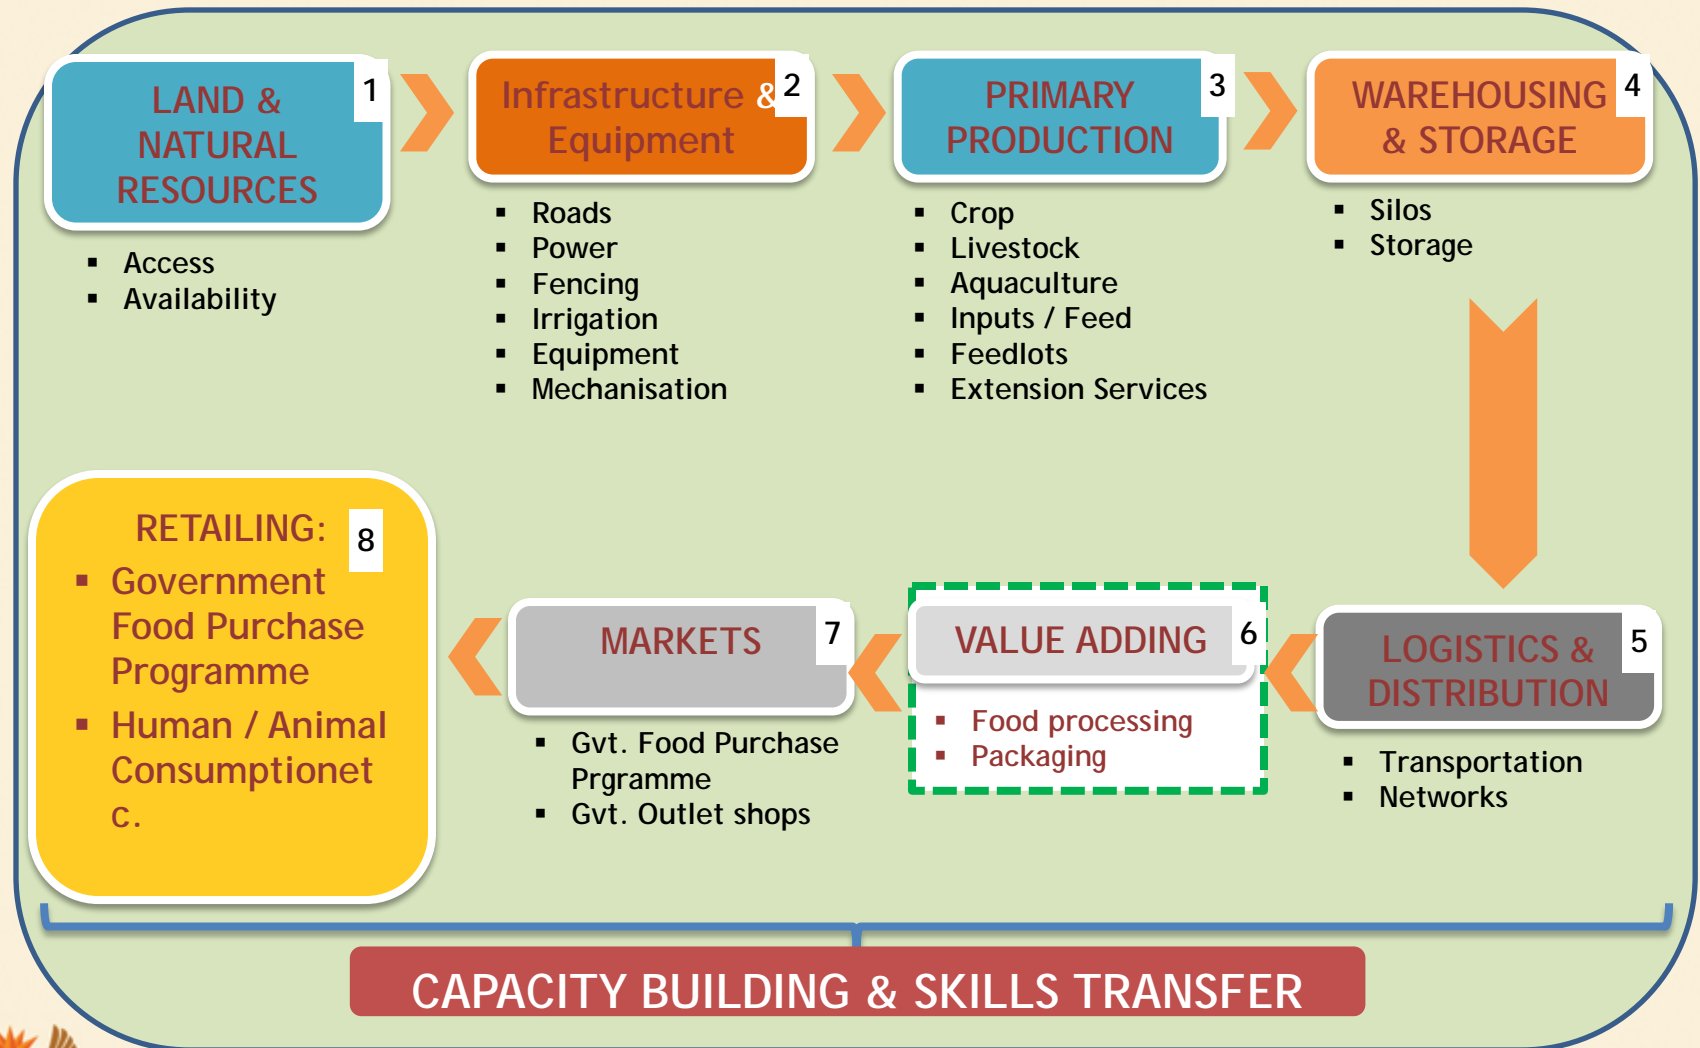 LAND &
NATURAL
RESOURCES
1
▪ Access
▪ Availability
Infrastructure &
Equipment
2
▪ Roads
▪ Power
▪ Fencing
▪ Irrigation
▪ Equipment
▪ Mechanisation
PRIMARY
PRODUCTION
3
▪ Crop
▪ Livestock
▪ Aquaculture
▪ Inputs / Feed
▪ Feedlots
▪ Extension Services
WAREHOUSING
& STORAGE
4
▪ Silos
▪ Storage
LOGISTICS &
DISTRIBUTION
5
▪ Transportation
▪ Networks
VALUE ADDING
6
▪ Food processing
▪ Packaging
MARKETS
7
▪ Gvt. Food Purchase
Prgramme
▪ Gvt. Outlet shops
RETAILING:
8
▪ Government
Food Purchase
Programme
▪ Human / Animal
Consumptionet
c.
CAPACITY BUILDING & SKILLS TRANSFER